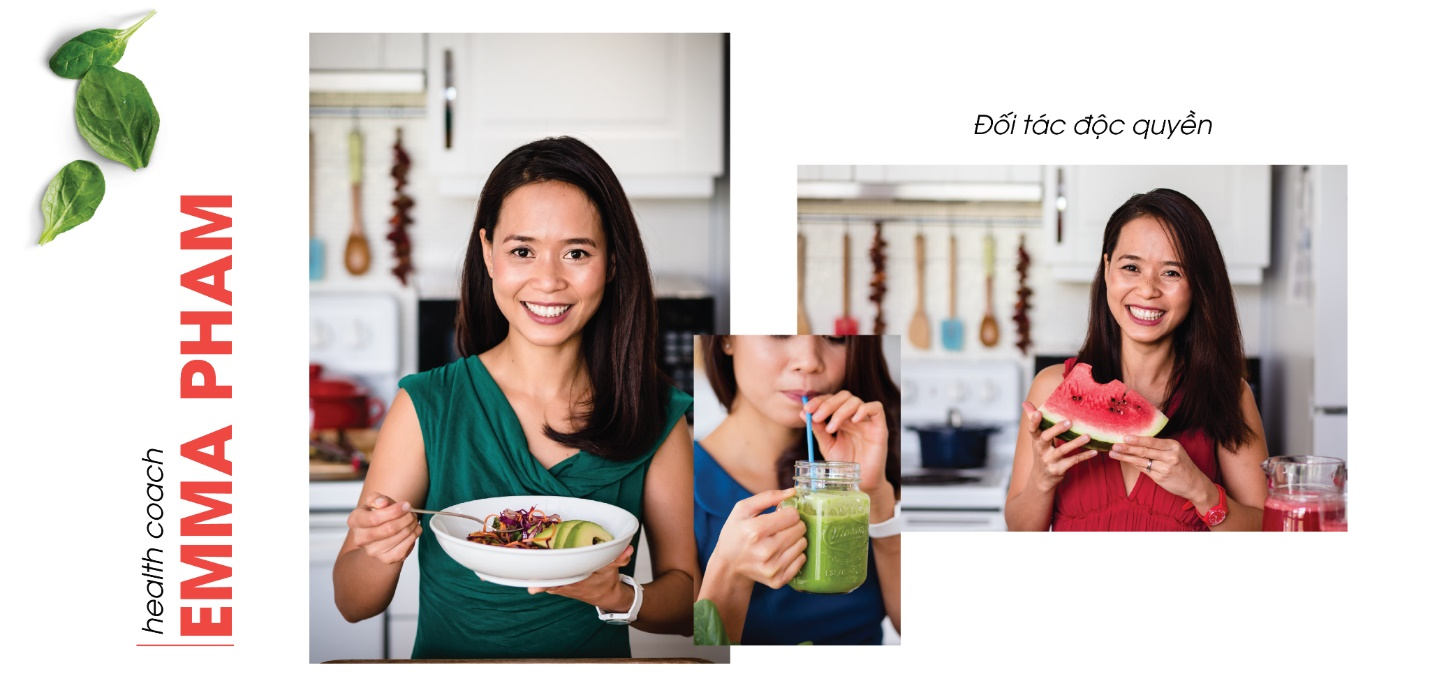 health coach
EMMA PHAM
Đối tác độc quyền